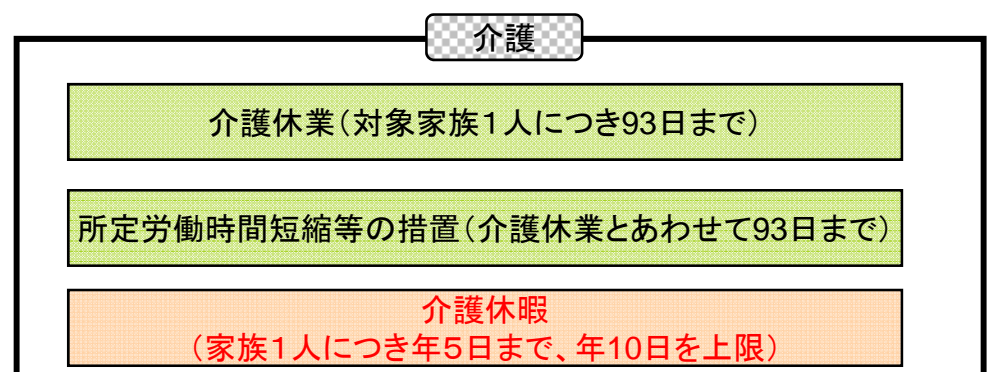 介護
介護休業（対象家族１人につき93日まで）
所定労働時間短縮等の措置（介護休業とあわせて93日まで）
介護休暇
（家族１人につき年５日まで、年10日を上限）